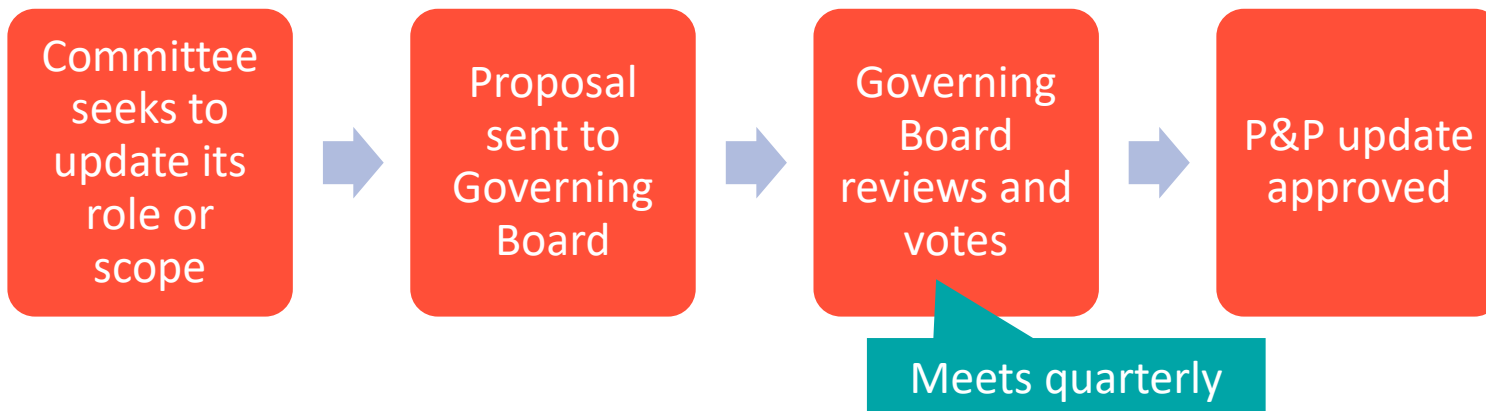 Committee
seeks to
update its
role or
scope
Proposal
sent to
Governing
Board
Governing
Board
reviews and
votes
P&P update
approved
Meets quarterly